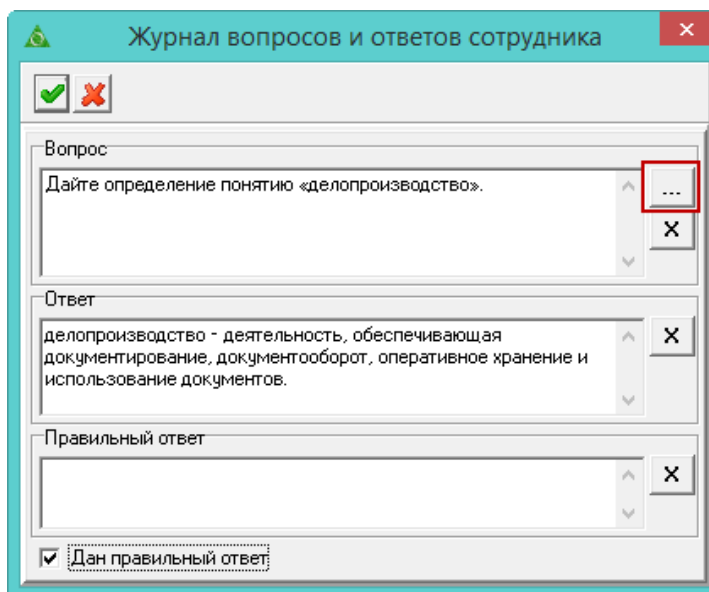 Журнал вопросов и ответов сотрудника
Вопрос
Дайте определение понятию «делопроизводство».
...
X
Ответ
делопроизводство - деятельность, обеспечивающая
документирование, документооборот, оперативное хранение и
использование документов.
X
Правильный ответ
X
Дан правильный ответ